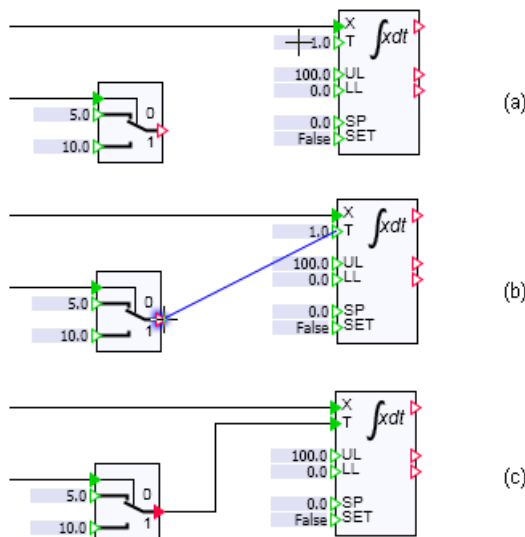 X
1.0 T ∫xdt
100.0 UL
0.0 LL
(a)
5.0 0
0.0 SP
10.0 1
False SET
X
1.0 T ∫xdt
100.0 UL
0.0 LL
(b)
5.0 0
0.0 SP
10.0 1
False SET
X
T ∫xdt
100.0 UL
0.0 LL
(c)
5.0 0
0.0 SP
10.0 1
False SET